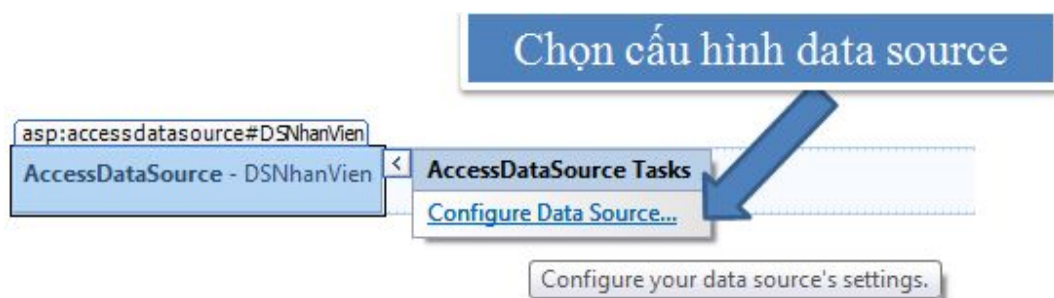 Chọn cấu hình data source
asp:accessdatasource#DSNhanVien
AccessDataSource - DSNhanVien
<
AccessDataSource Tasks
Configure Data Source...
Configure your data source's settings.